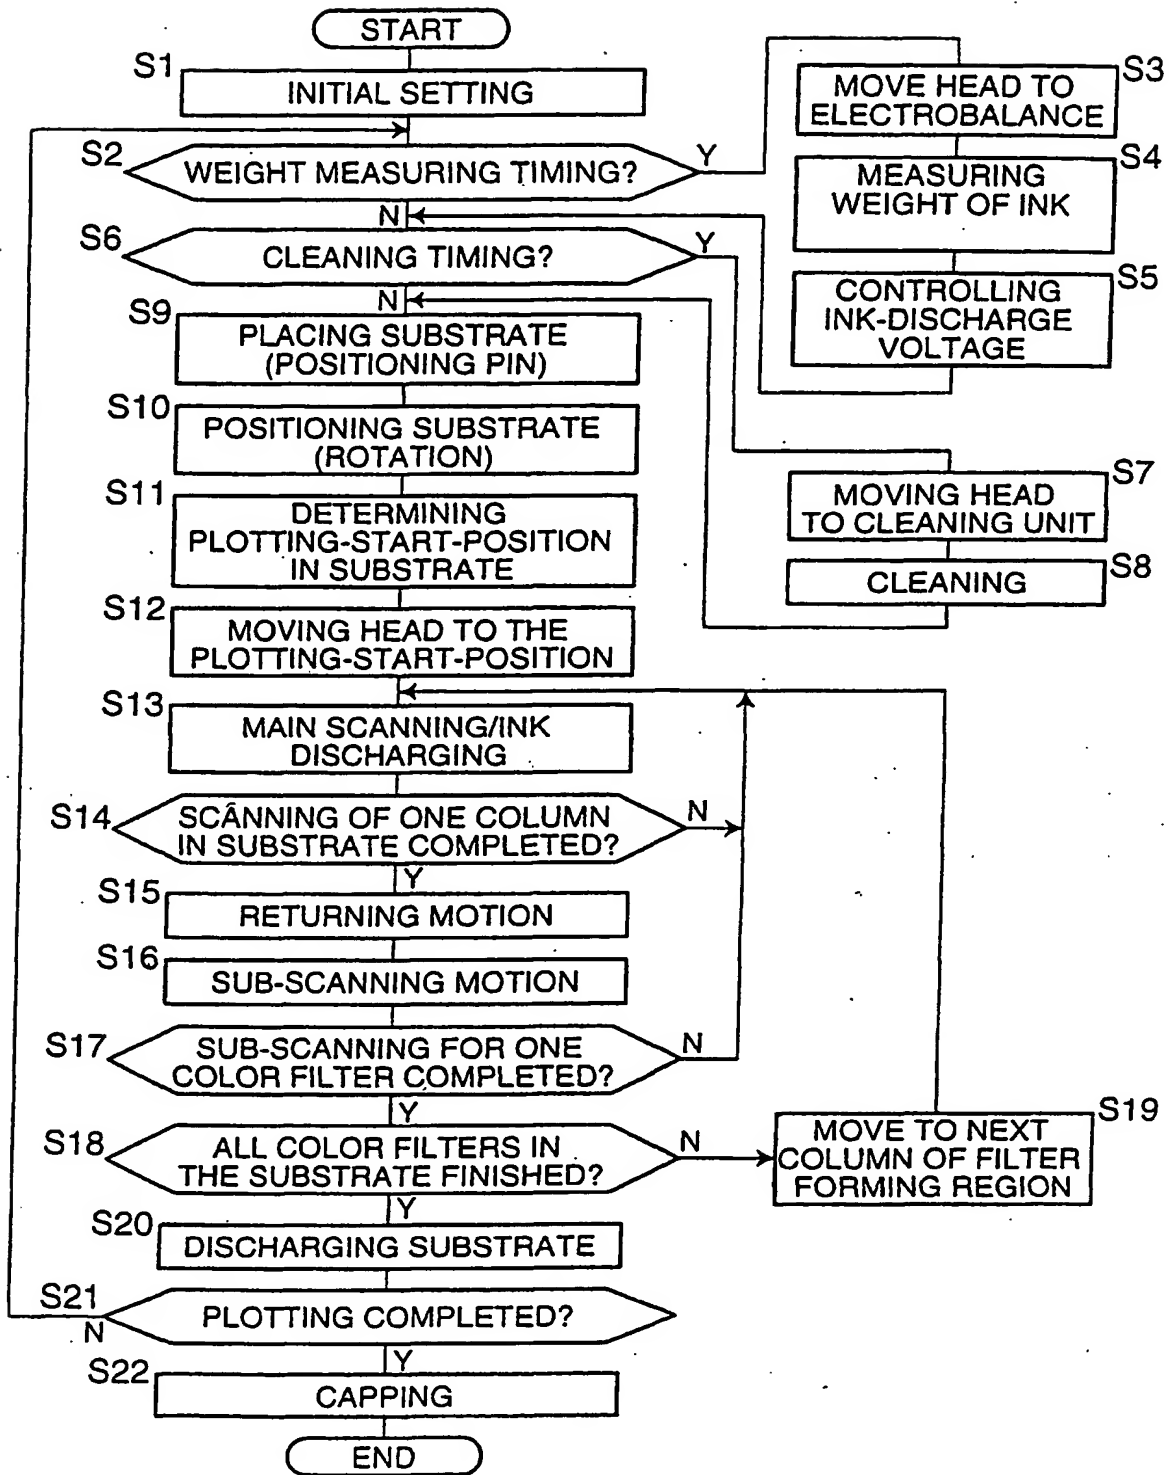 START
S1
INITIAL SETTING
S2
WEIGHT MEASURING TIMING?
Y
N
S3
MOVE HEAD TO
ELECTROBALANCE
S4
MEASURING
WEIGHT OF INK
S5
CONTROLLING
INK-DISCHARGE
VOLTAGE
S6
CLEANING TIMING?
Y
N
S7
MOVING HEAD
TO CLEANING UNIT
S8
CLEANING
S9
PLACING SUBSTRATE
(POSITIONING PIN)
S10
POSITIONING SUBSTRATE
(ROTATION)
S11
DETERMINING
PLOTTING-START-POSITION
IN SUBSTRATE
S12
MOVING HEAD TO THE
PLOTTING-START-POSITION
S13
MAIN SCANNING/INK
DISCHARGING
S14
SCANNING OF ONE COLUMN
IN SUBSTRATE COMPLETED?
N
Y
S15
RETURNING MOTION
S16
SUB-SCANNING MOTION
S17
SUB-SCANNING FOR ONE
COLOR FILTER COMPLETED?
N
Y
S18
ALL COLOR FILTERS IN
THE SUBSTRATE FINISHED?
N
Y
S19
MOVE TO NEXT
COLUMN OF FILTER
FORMING REGION
S20
DISCHARGING SUBSTRATE
S21
PLOTTING COMPLETED?
N
Y
S22
CAPPING
END